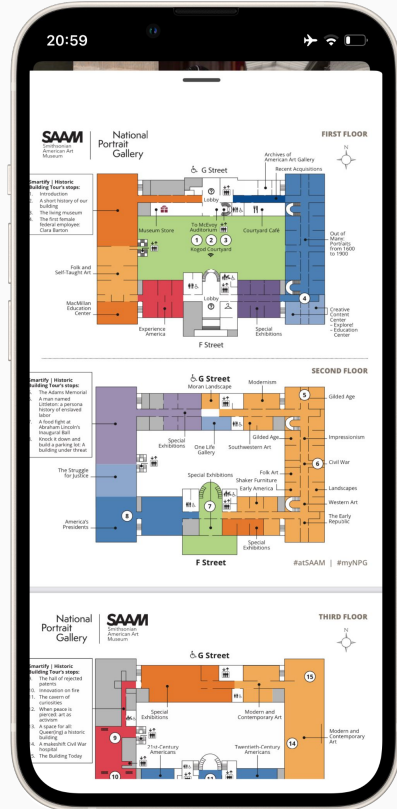 20:59
SAAM
Smithsonian
American Art
Museum
National
Portrait
Gallery
FIRST FLOOR
N
Smartify | Historic
Building Tour's stops:
1. Introduction
2. A short history of our
building
3. The living museum
4. The first female
federal employee:
Clara Barton
G Street
Archives of
American Art Gallery
Recent Acquisitions
Lobby
Museum Store
To McEvoy
Auditorium
Courtyard Café
1 2 3
Kogod Courtyard
Out of
Many:
Portraits
from 1600
to 1900
Folk and
Self-Taught Art
MacMillan
Education
Center
Lobby
4
Experience
America
Special
Exhibitions
Creative
Content
Center
– Explore!
– Education
Center
F Street
SECOND FLOOR
Smartify | Historic
Building Tour's stops:
The Adams Memorial
A man named
Littleton: a persona
history of enslaved
labor
A food fight at
Abraham Lincoln's
Inaugural Ball
Knock it down and
build a parking lot: A
building under threat
G Street
Moran Landscape
Modernism
5
Gilded Age
Special
Exhibitions
One Life
Gallery
Southwestern Art
Gilded Age
Impressionism
6
Civil War
The Struggle
for Justice
Special Exhibitions
Folk Art
Shaker Furniture
Early America
Landscapes
Western Art
7
8
America's
Presidents
The Early
Republic
Special
Exhibitions
F Street
#atSAAM | #myNPG
National
Portrait
Gallery
SAAM
Smithsonian
American Art
Museum
THIRD FLOOR
N
Smartify | Historic
Building Tour's stops:
9. The hall of rejected
patents
10. Innovation on fire
11. The cavern of
curiosities
12. When peace is
pierced: art as
activism
13. A space for all:
Queer(ing) a historic
building
14. A makeshift Civil War
hospital
15. The Building Today
G Street
15
Special
Exhibitions
Modern and
Contemporary Art
9
14
Modern and
Contemporary
Art
21st-Century
Americans
Twentieth-Century
Americans
10